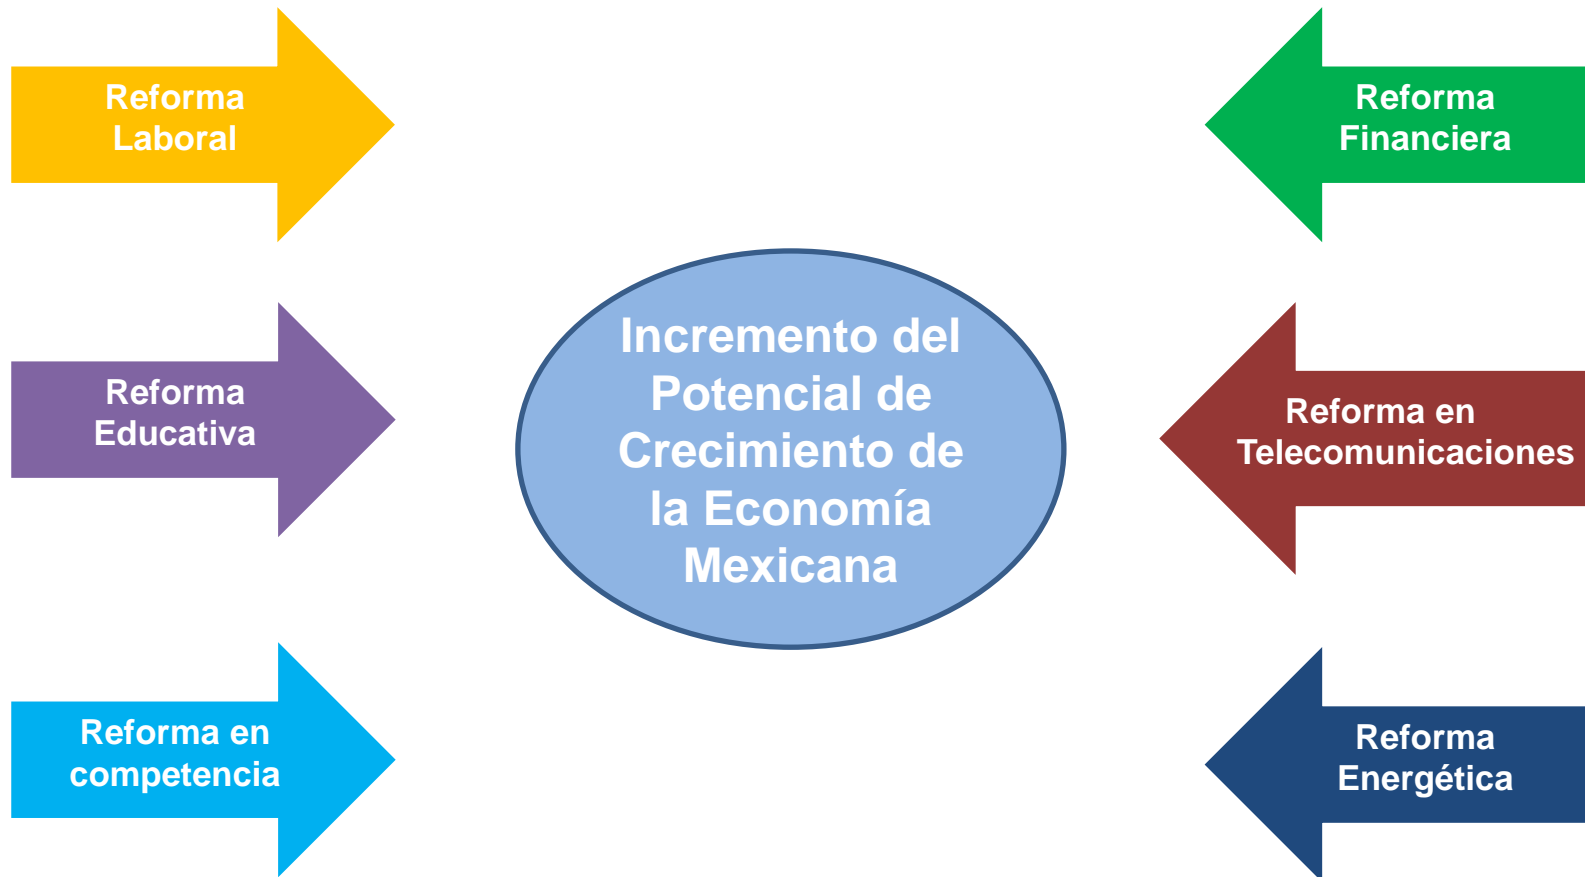 Reforma
Laboral
Reforma
Financiera
Incremento del
Potencial de
Crecimiento de
la Economía
Mexicana
Reforma
Educativa
Reforma en
Telecomunicaciones
Reforma en
competencia
Reforma
Energética